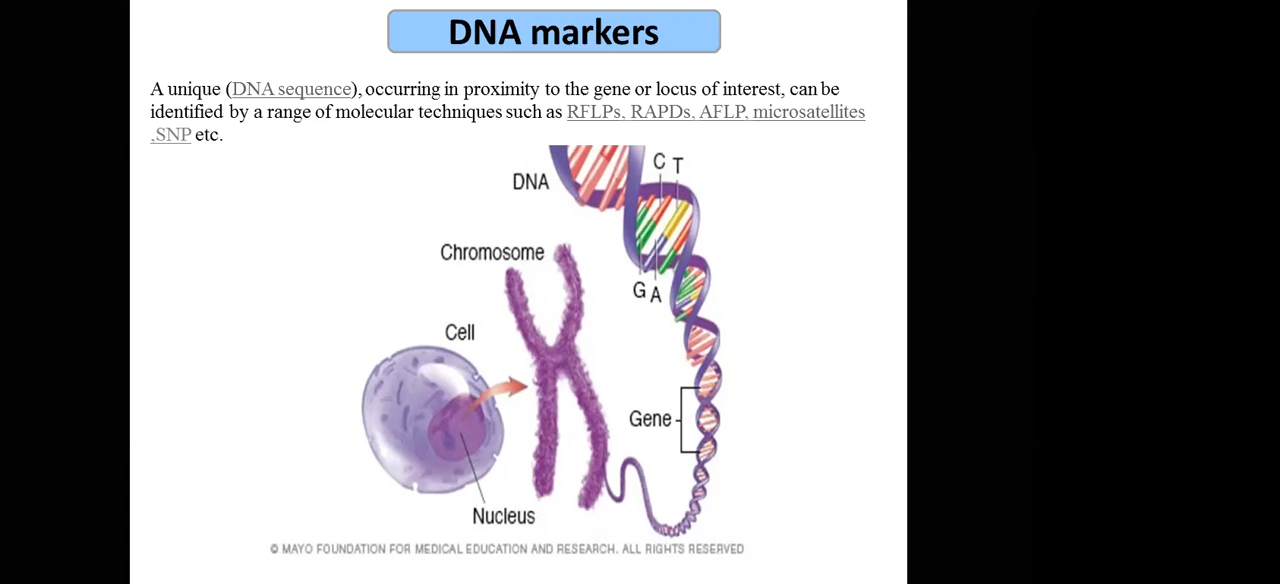 DNA markers
A unique (DNA sequence), occurring in proximity to the gene or locus of interest, can be
identified by a range of molecular techniques such as RFLPs, RAPDs, AFLP, microsatellites
,SNP etc.
C T
DNA
Chromosome
G A
Cell
Gene
Nucleus
© MAYO FOUNDATION FOR MEDICAL EDUCATION AND RESEARCH. ALL RIGHTS RESERVED